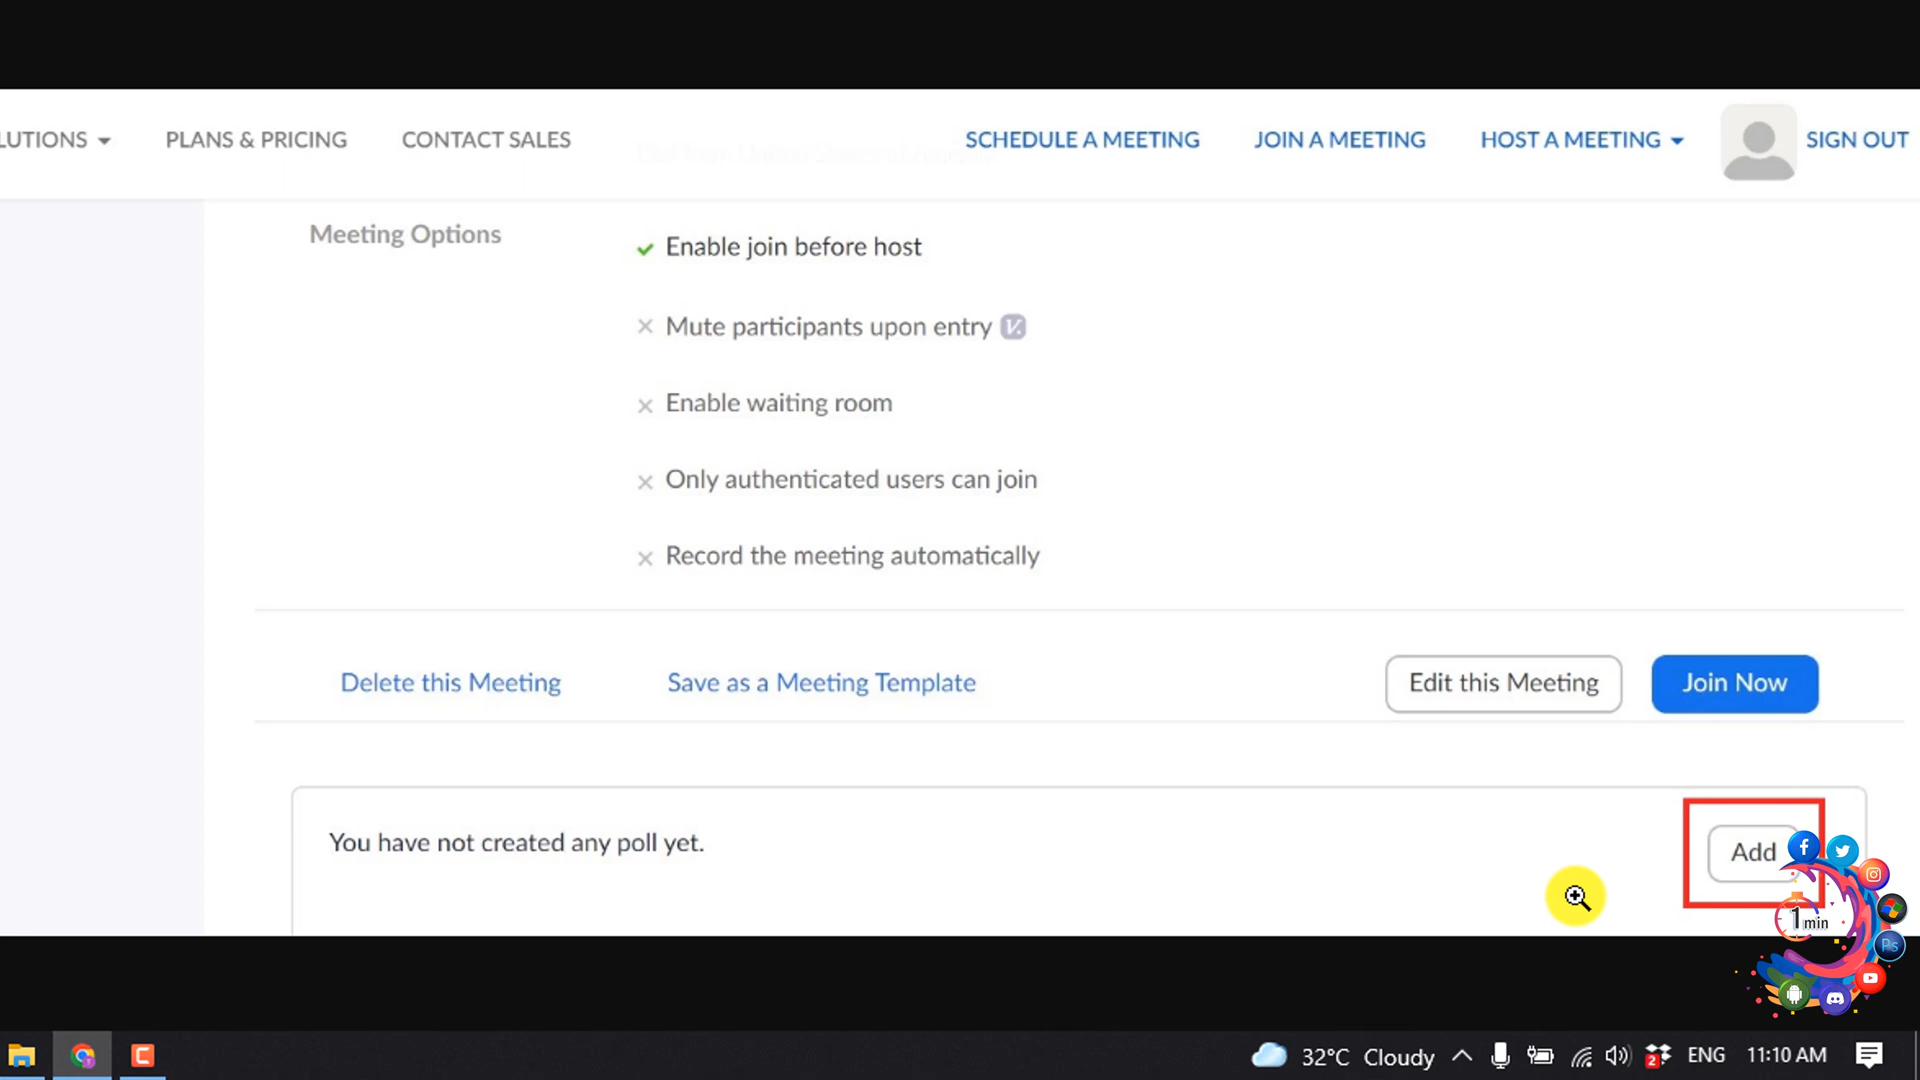 LUTIONS PLANS & PRICING CONTACT SALES SCHEDULE A MEETING JOIN A MEETING HOST A MEETING SIGN OUT
Meeting Options
Enable join before host
Mute participants upon entry
Enable waiting room
Only authenticated users can join
Record the meeting automatically
Delete this Meeting Save as a Meeting Template Edit this Meeting Join Now
You have not created any poll yet. Add
1 min
Ps
32°C Cloudy 2 ENG 11:10 AM